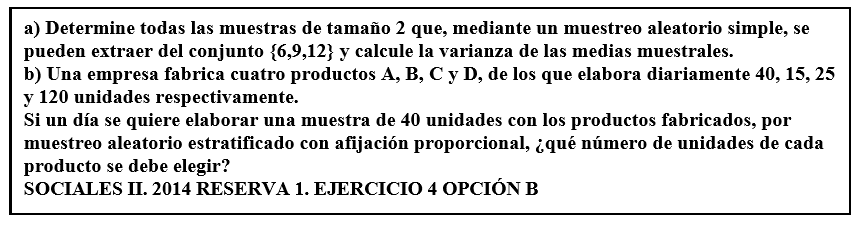 a) Determine todas las muestras de tamaño 2 que, mediante un muestreo aleatorio simple, se
pueden extraer del conjunto {6,9,12} y calcule la varianza de las medias muestrales.
b) Una empresa fabrica cuatro productos A, B, C y D, de los que elabora diariamente 40, 15, 25
y 120 unidades respectivamente.
Si un día se quiere elaborar una muestra de 40 unidades con los productos fabricados, por
muestreo aleatorio estratificado con afijación proporcional, ¿qué número de unidades de cada
producto se debe elegir?
SOCIALES II. 2014 RESERVA 1. EJERCICIO 4 OPCIÓN B